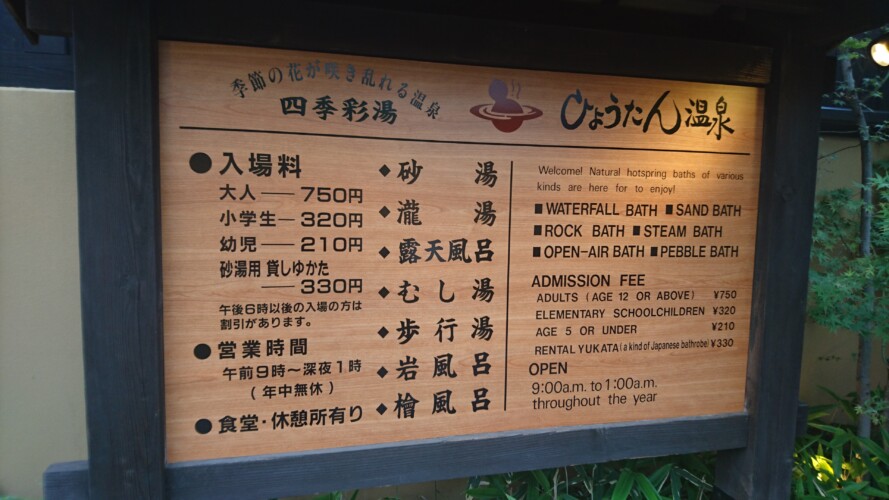 季節の花が咲き乱れる温泉
四季彩湯
ひょうたん温泉
●入場料
大人──750円
小学生─320円
幼児──210円
砂湯用 貸しゆかた
──330円
午後6時以後の入場の方は
割引があります。
●営業時間
午前9時〜深夜1時
(年中無休)
●食堂・休憩所有り
◆砂湯
◆瀧湯
◆露天風呂
◆むし湯
◆歩行湯
◆岩風呂
◆檜風呂
Welcome! Natural hotspring baths of various
kinds are here for to enjoy!
■WATERFALL BATH ■SAND BATH
■ROCK BATH ■STEAM BATH
■OPEN-AIR BATH ■PEBBLE BATH
ADMISSION FEE
ADULTS (AGE 12 OR ABOVE) ¥750
ELEMENTARY SCHOOLCHILDREN ¥320
AGE 5 OR UNDER ¥210
RENTAL YUKATA (a kind of Japanese bathrobe) ¥330
OPEN
9:00a.m. to 1:00a.m.
throughout the year